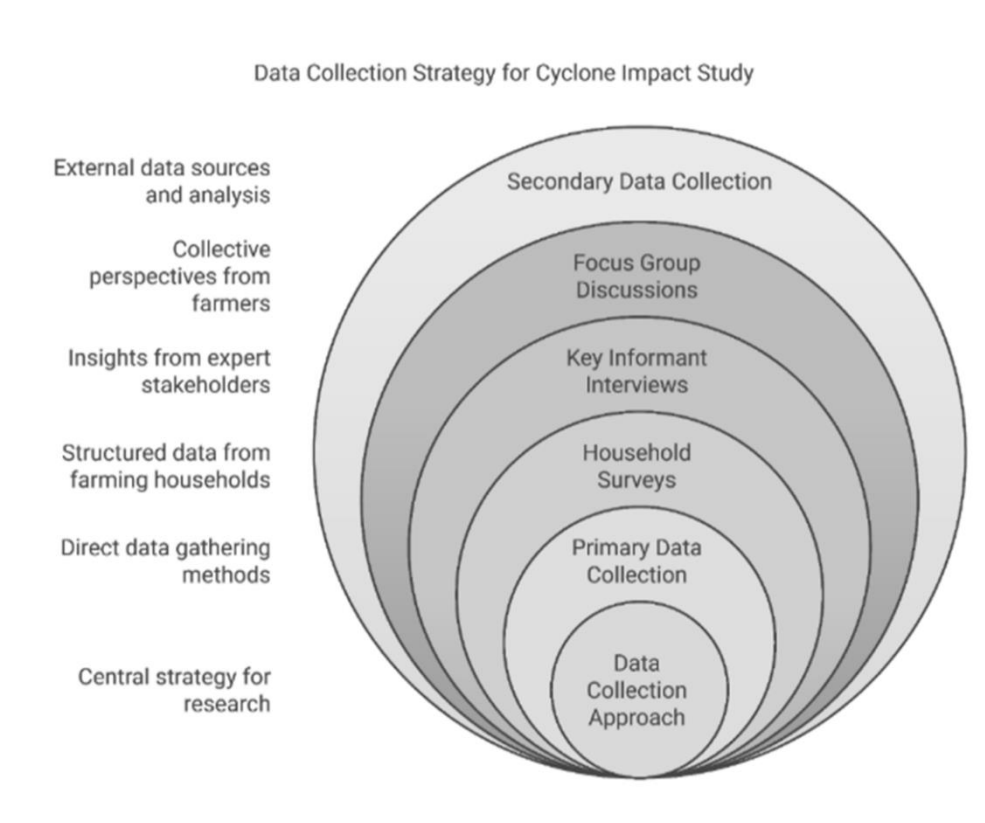 Data Collection Strategy for Cyclone Impact Study
External data sources
and analysis
Secondary Data Collection
Collective
perspectives from
farmers
Focus Group
Discussions
Insights from expert
stakeholders
Key Informant
Interviews
Structured data from
farming households
Household
Surveys
Direct data gathering
methods
Primary Data
Collection
Central strategy for
research
Data
Collection
Approach